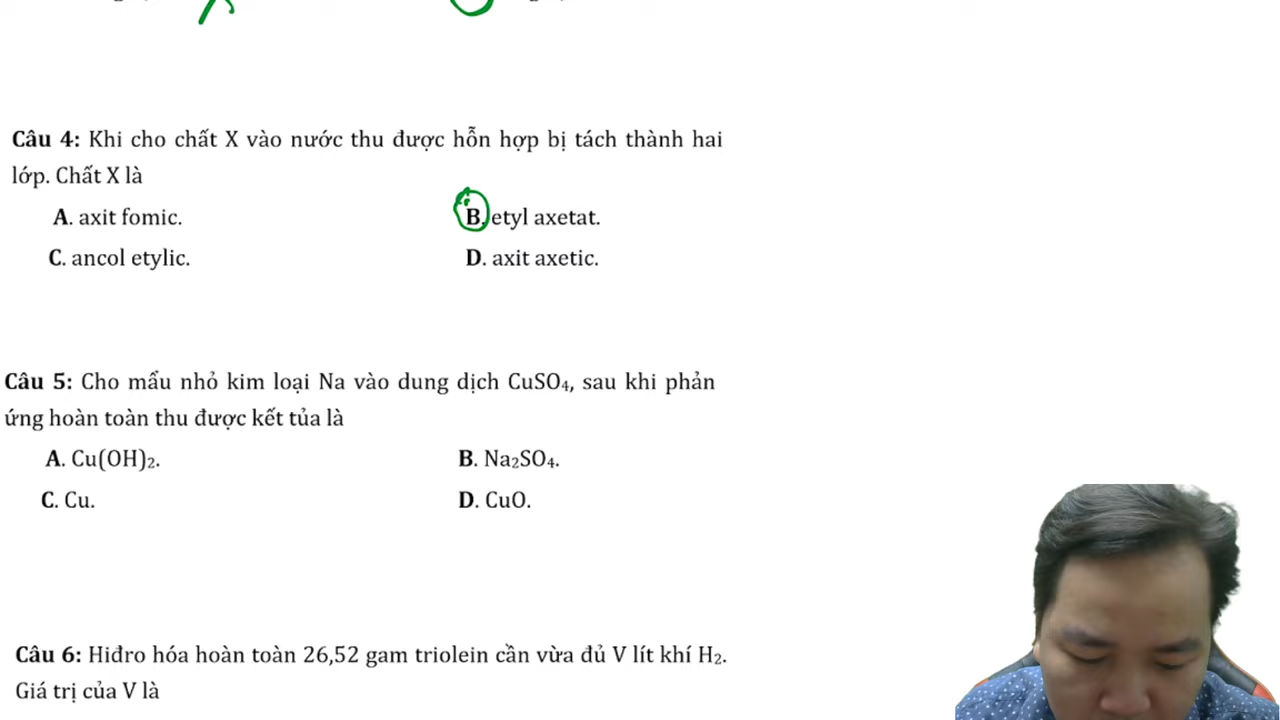 Câu 4: Khi cho chất X vào nước thu được hỗn hợp bị tách thành hai
lớp. Chất X là
A. axit fomic.
B. etyl axetat.
C. ancol etylic.
D. axit axetic.
Câu 5: Cho mẩu nhỏ kim loại Na vào dung dịch CuSO₄, sau khi phản
ứng hoàn toàn thu được kết tủa là
A. Cu(OH)₂.
B. Na₂SO₄.
C. Cu.
D. CuO.
Câu 6: Hiđro hóa hoàn toàn 26,52 gam triolein cần vừa đủ V lít khí H₂.
Giá trị của V là